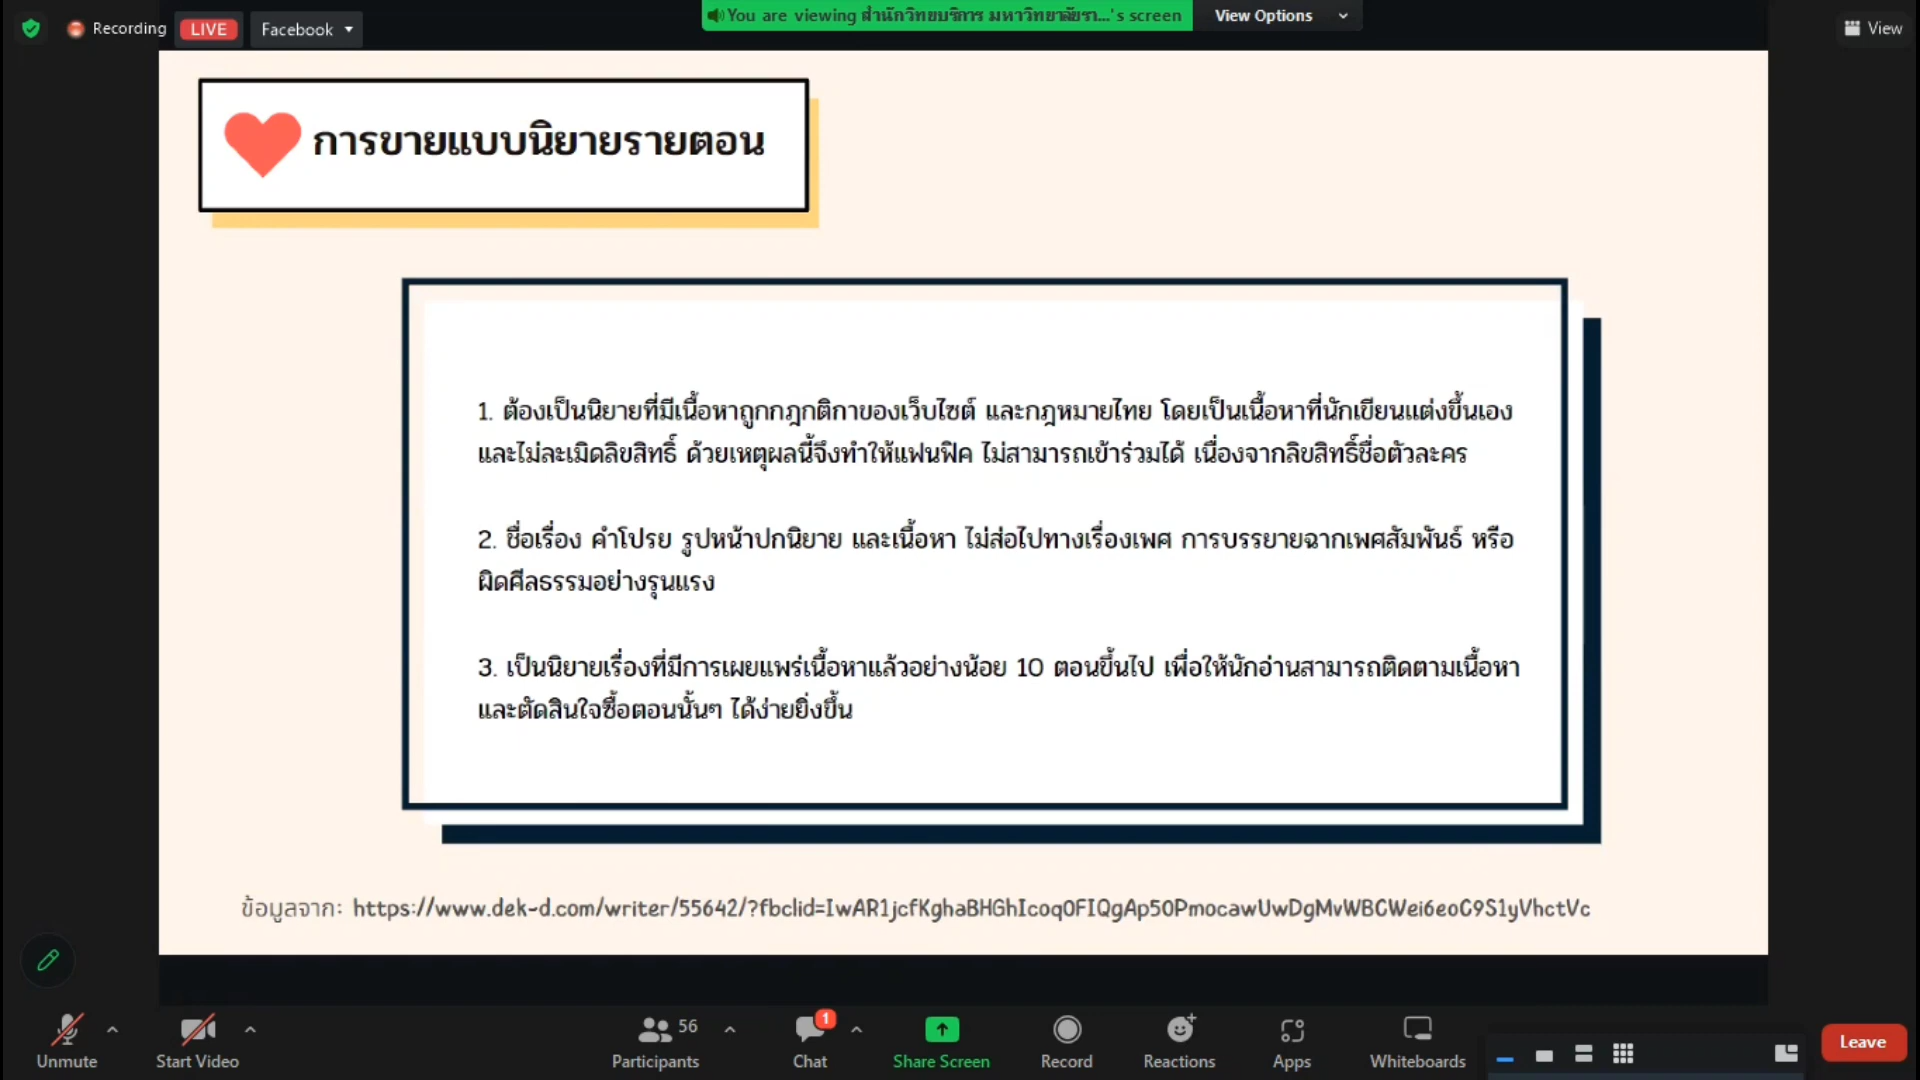 Recording
LIVE
Facebook
You are viewing สำนักวิทยบริการ มหาวิทยาลัยรา...'s screen
View Options
View
การขายแบบนิยายรายตอน
1. ต้องเป็นนิยายที่มีเนื้อหาถูกกฎกติกาของเว็บไซต์ และกฎหมายไทย โดยเป็นเนื้อหาที่นักเขียนแต่งขึ้นเอง
และไม่ละเมิดลิขสิทธิ์ ด้วยเหตุผลนี้จึงทำให้แฟนฟิค ไม่สามารถเข้าร่วมได้ เนื่องจากลิขสิทธิ์ชื่อตัวละคร
2. ชื่อเรื่อง คำโปรย รูปหน้าปกนิยาย และเนื้อหา ไม่ส่อไปทางเรื่องเพศ การบรรยายฉากเพศสัมพันธ์ หรือ
ผิดศีลธรรมอย่างรุนแรง
3. เป็นนิยายเรื่องที่มีการเผยแพร่เนื้อหาแล้วอย่างน้อย 10 ตอนขึ้นไป เพื่อให้นักอ่านสามารถติดตามเนื้อหา
และตัดสินใจซื้อตอนนั้นๆ ได้ง่ายยิ่งขึ้น
ข้อมูลจาก: https://www.dek-d.com/writer/55642/?fbclid=IwAR1jcfKghaBHGhIcoq0FIQgAp50PmocawUwDgMvWBCWei6eoC9S1yVhctVc
Unmute
Start Video
56
Participants
1
Chat
Share Screen
Record
Reactions
Apps
Whiteboards
Leave